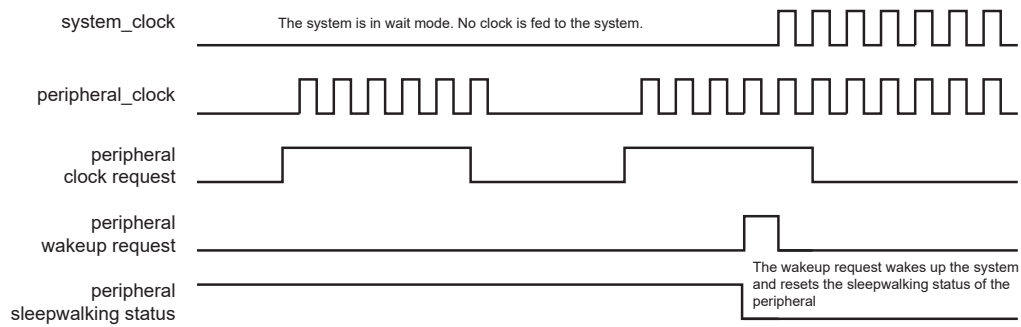 system_clock
The system is in wait mode. No clock is fed to the system.
peripheral_clock
peripheral
clock request
peripheral
wakeup request
The wakeup request wakes up the system
and resets the sleepwalking status of the
peripheral
peripheral
sleepwalking status